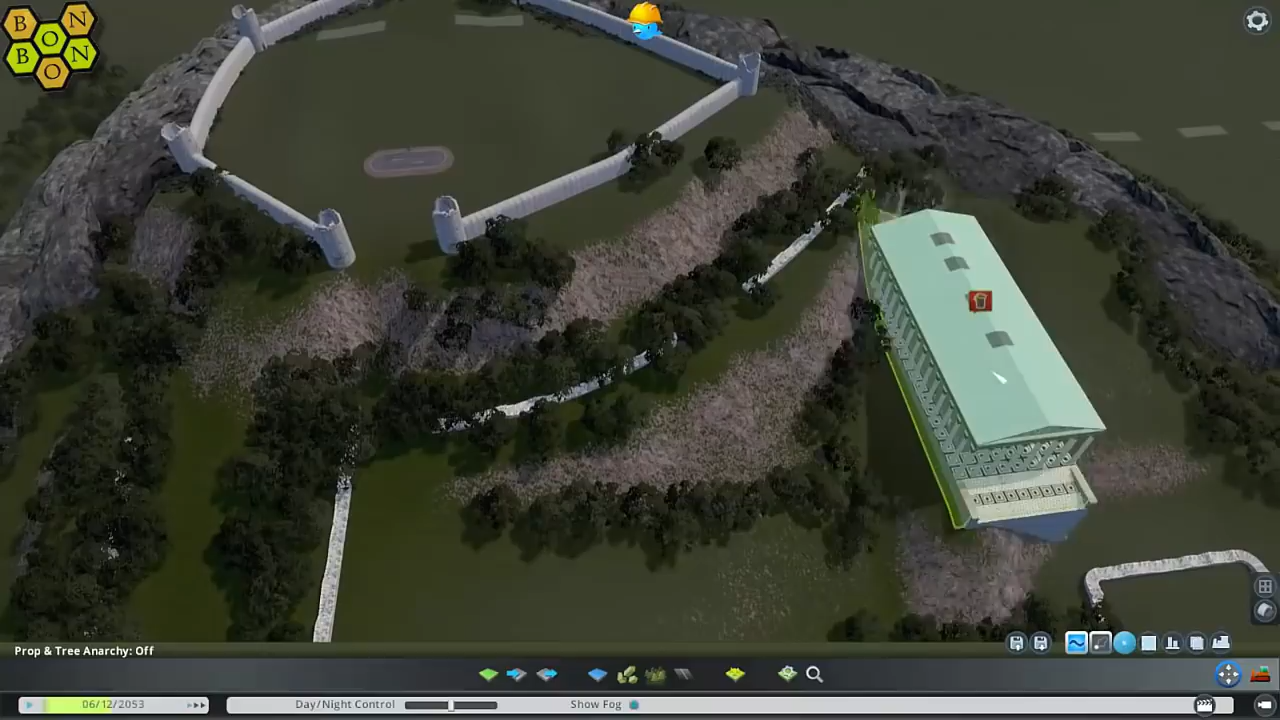 B N
O
B N
O
Prop & Tree Anarchy: Off
06/12/2053
Day/Night Control
Show Fog